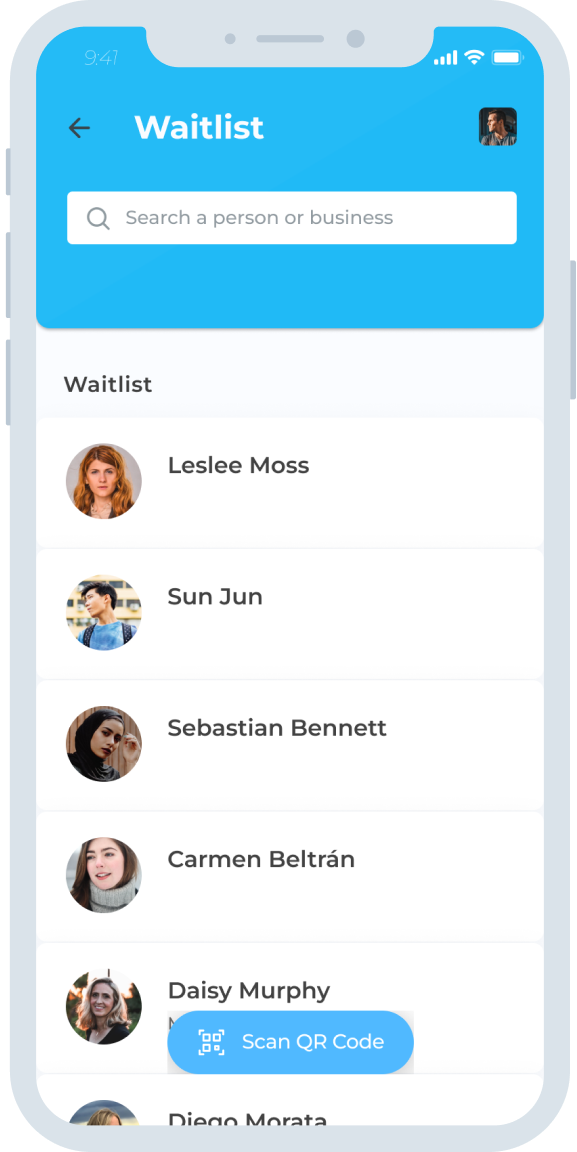 9:41
Waitlist
Search a person or business
Waitlist
Leslee Moss
Sun Jun
Sebastian Bennett
Carmen Beltrán
Daisy Murphy
Scan QR Code
Diego Morata